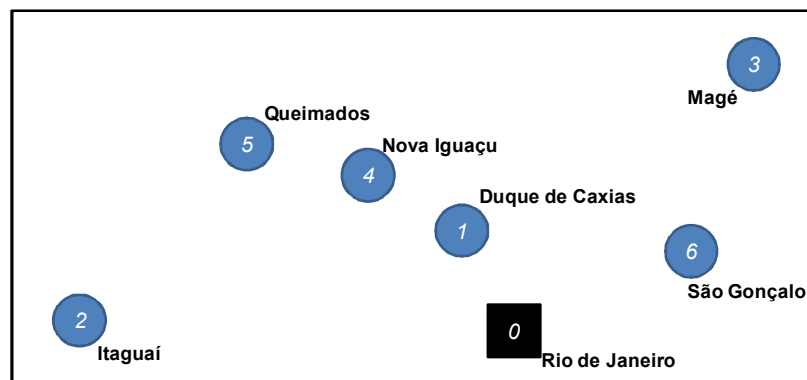 3
Magé
Queimados
5
Nova Iguaçu
4
Duque de Caxias
1
6
São Gonçalo
2
Itaguaí
0
Rio de Janeiro